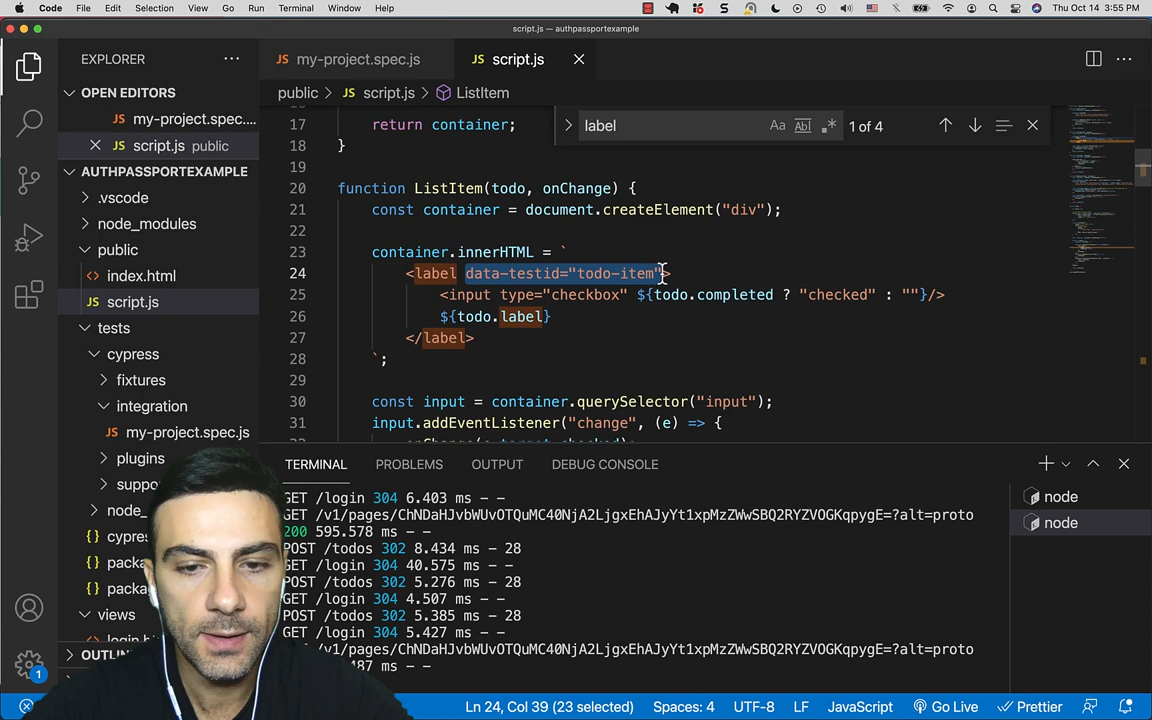 Code File Edit Selection View Go Run Terminal Window Help Thu Oct 14 3:55 PM
script.js — authpassportexample
EXPLORER
my-project.spec.js
script.js
OPEN EDITORS
public > script.js > ListItem
my-project.spec....
script.js public
AUTHPASSPORTEXAMPLE
.vscode
node_modules
public
index.html
script.js
tests
cypress
fixtures
integration
my-project.spec.js
plugins
label
1 of 4
17 return container;
18 }
19
20 function ListItem(todo, onChange) {
21 const container = document.createElement("div");
22
23 container.innerHTML = `
24 <label data-testid="todo-item">
25 <input type="checkbox" ${todo.completed ? "checked" : ""}/>
26 ${todo.label}
27 </label>
28 `;
29
30 const input = container.querySelector("input");
31 input.addEventListener("change", (e) => {
TERMINAL PROBLEMS OUTPUT DEBUG CONSOLE
GET /login 304 6.403 ms - -
GET /v1/pages/ChNDaHJvbWUvOTQuMC40NjA2LjgxEhAJyYt1xpMzZWwSBQ2RYZVOGKqpygE=?alt=proto
200 595.578 ms - -
POST /todos 302 8.434 ms - 28
GET /login 304 40.575 ms - -
POST /todos 302 5.276 ms - 28
GET /login 304 4.507 ms - -
POST /todos 302 5.385 ms - 28
GET /login 304 5.427 ms - -
/v1/pages/ChNDaHJvbWUvOTQuMC40NjA2LjgxEhAJyYt1xpMzZWwSBQ2RYZVOGKqpygE=?alt=proto
ms - -
node
node
views
1
Ln 24, Col 39 (23 selected) Spaces: 4 UTF-8 LF JavaScript Go Live Prettier